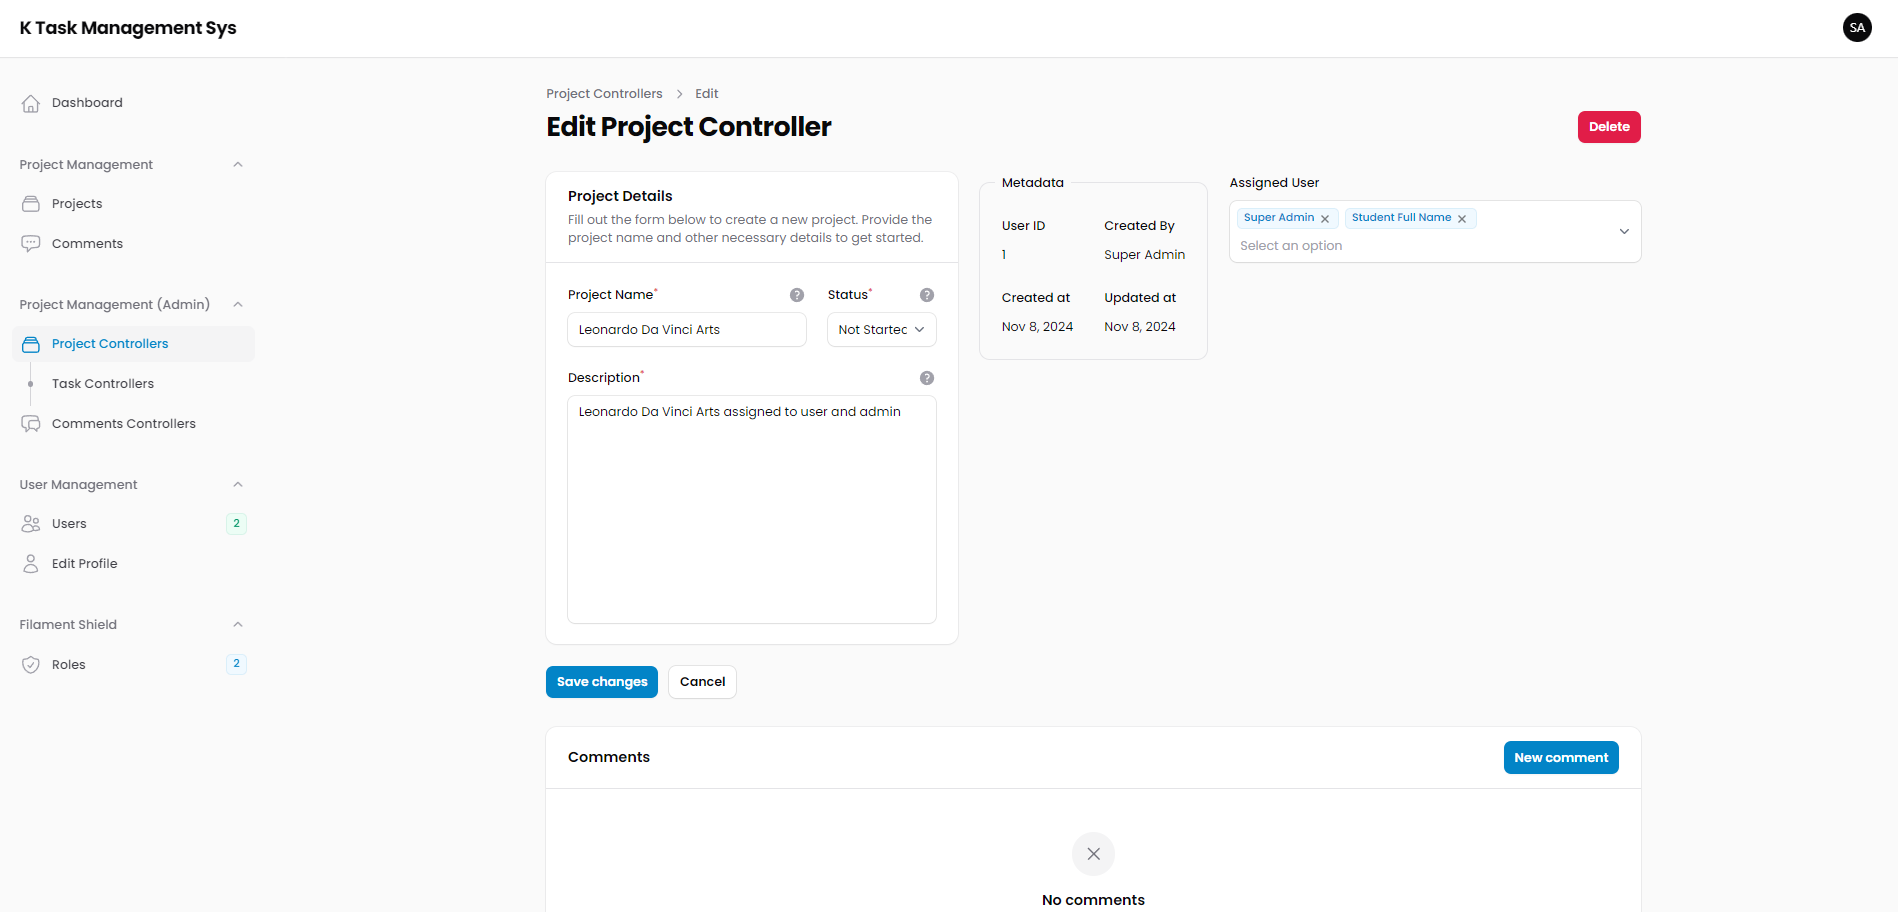 K Task Management Sys
SA
Dashboard
Project Management
Projects
Comments
Project Management (Admin)
Project Controllers
Task Controllers
Comments Controllers
User Management
Users 2
Edit Profile
Filament Shield
Roles 2
Project Controllers > Edit
Edit Project Controller
Delete
Project Details
Fill out the form below to create a new project. Provide the
project name and other necessary details to get started.
Project Name* ? Status* ?
Leonardo Da Vinci Arts Not Started
Description* ?
Leonardo Da Vinci Arts assigned to user and admin
Metadata
User ID Created By
1 Super Admin
Created at Updated at
Nov 8, 2024 Nov 8, 2024
Assigned User
Super Admin Student Full Name
Select an option
Save changes Cancel
Comments New comment
No comments